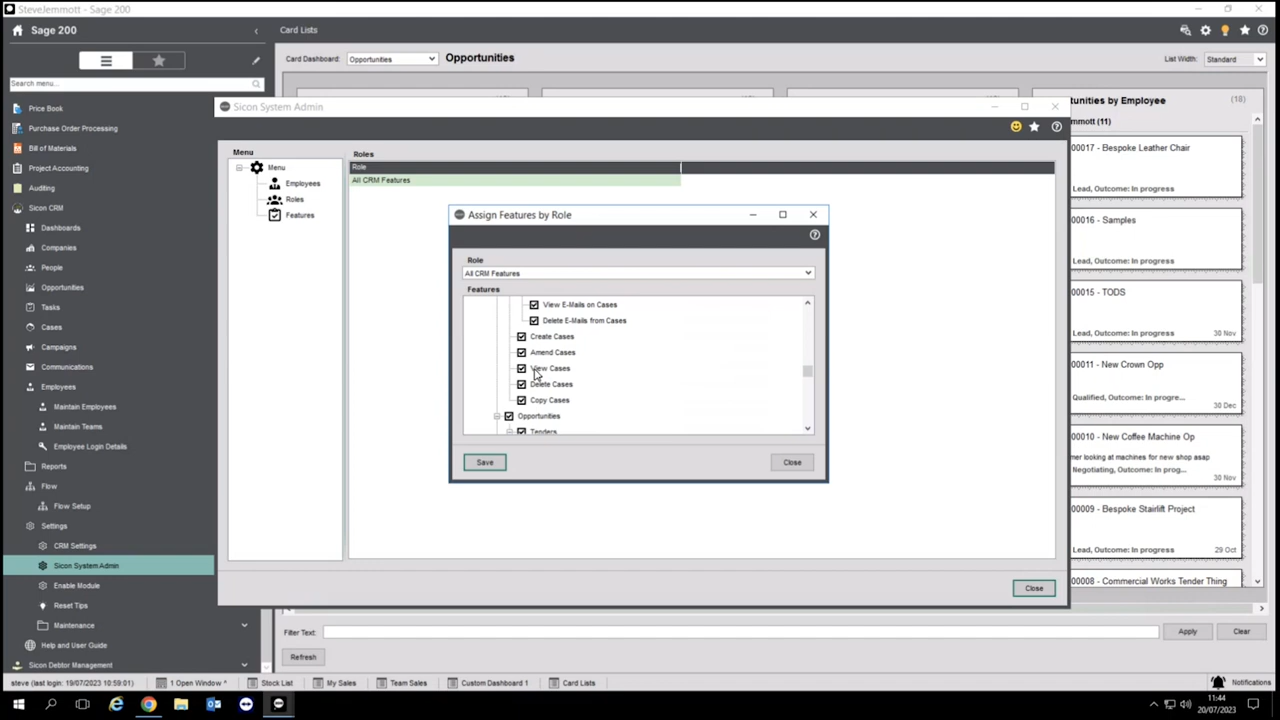 SteveJemmott - Sage 200
Sage 200
Search menu...
Price Book
Purchase Order Processing
Bill of Materials
Project Accounting
Auditing
Sicon CRM
Dashboards
Companies
People
Opportunities
Tasks
Cases
Campaigns
Communications
Employees
Maintain Employees
Maintain Teams
Employee Login Details
Reports
Flow
Flow Setup
Settings
CRM Settings
Sicon System Admin
Enable Module
Reset Tips
Maintenance
Help and User Guide
Sicon Debtor Management
Card Lists
Card Dashboard: Opportunities
Opportunities
List Width: Standard
Sicon System Admin
Menu
Menu
Employees
Roles
Features
Roles
Role
All CRM Features
Assign Features by Role
Role
All CRM Features
Features
View E-Mails on Cases
Delete E-Mails from Cases
Create Cases
Amend Cases
View Cases
Delete Cases
Copy Cases
Opportunities
Tenders
Save
Close
Close
tunities by Employee (18)
mmott (11)
00017 - Bespoke Leather Chair
Lead, Outcome: In progress
00016 - Samples
Lead, Outcome: In progress
00015 - TODS
Lead, Outcome: In progress
30 Nov
00011 - New Crown Opp
Qualified, Outcome: In progre...
30 Dec
00010 - New Coffee Machine Op
mer looking at machines for new shop asap
Negotiating, Outcome: In prog...
30 Nov
00009 - Bespoke Stairlift Project
Lead, Outcome: In progress
29 Oct
00008 - Commercial Works Tender Thing
Filter Text:
Apply
Clear
Refresh
steve (last login: 19/07/2023 10:59:01)
1 Open Window ^
Stock List
My Sales
Team Sales
Custom Dashboard 1
Card Lists
Notifications
11:44
20/07/2023